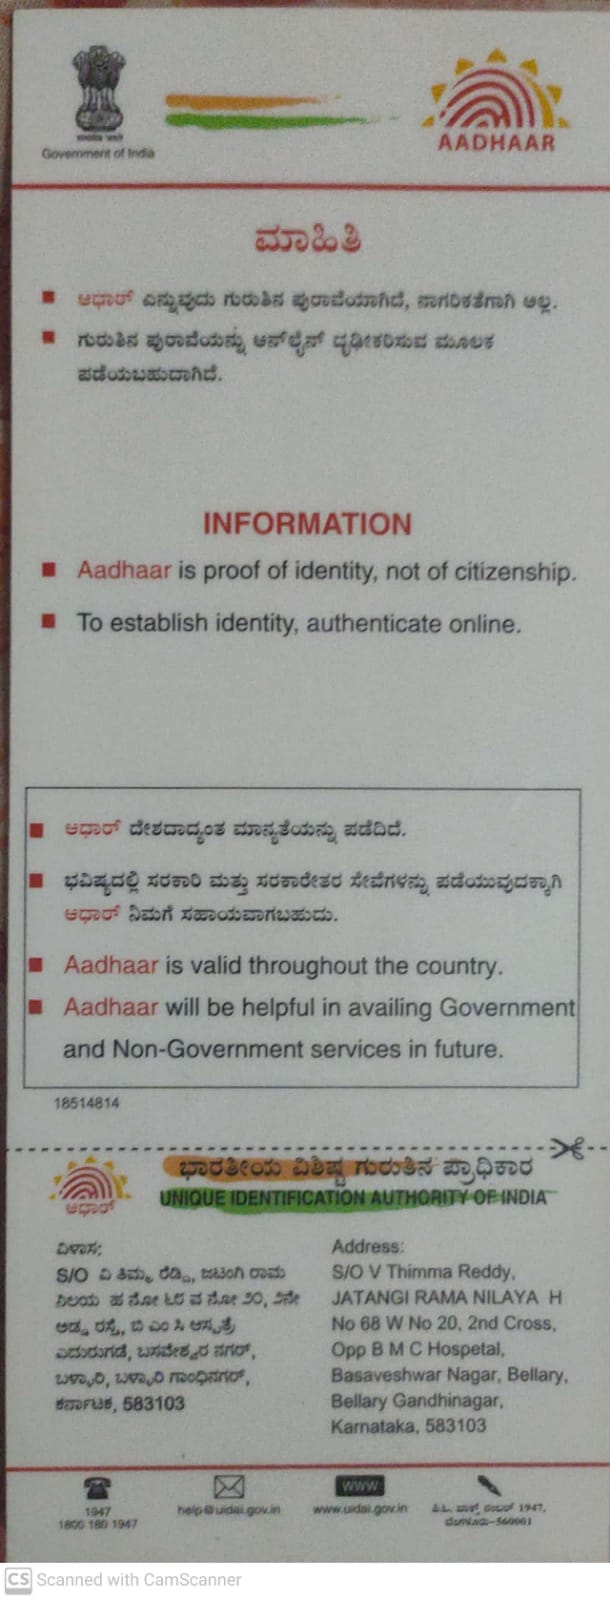 Government of India
AADHAAR
ಮಾಹಿತಿ
ಆಧಾರ್ ಎನ್ನುವುದು ಗುರುತಿನ ಪುರಾವೆಯಾಗಿದೆ, ನಾಗರಿಕತೆಗಾಗಿ ಅಲ್ಲ.
ಗುರುತಿನ ಪುರಾವೆಯನ್ನು ಆನ್‌ಲೈನ್ ದೃಢೀಕರಿಸುವ ಮೂಲಕ
ಪಡೆಯಬಹುದಾಗಿದೆ.
INFORMATION
Aadhaar is proof of identity, not of citizenship.
To establish identity, authenticate online.
ಆಧಾರ್ ದೇಶದಾದ್ಯಂತ ಮಾನ್ಯತೆಯನ್ನು ಪಡೆದಿದೆ.
ಭವಿಷ್ಯದಲ್ಲಿ ಸರಕಾರಿ ಮತ್ತು ಸರಕಾರೇತರ ಸೇವೆಗಳನ್ನು ಪಡೆಯುವುದಕ್ಕಾಗಿ
ಆಧಾರ್ ನಿಮಗೆ ಸಹಾಯವಾಗಬಹುದು.
Aadhaar is valid throughout the country.
Aadhaar will be helpful in availing Government
and Non-Government services in future.
18514814
ಭಾರತೀಯ ವಿಶಿಷ್ಟ ಗುರುತಿನ ಪ್ರಾಧಿಕಾರ
UNIQUE IDENTIFICATION AUTHORITY OF INDIA
ಆಧಾರ್
ವಿಳಾಸ:
S/O ವಿ ತಿಮ್ಮ ರೆಡ್ಡಿ, ಜಟಂಗಿ ರಾಮ
ನಿಲಯ ಹ ನೋ ೬೮ ವ ನೋ ೨೦, ೨ನೇ
ಅಡ್ಡ ರಸ್ತೆ, ಬಿ ಎಂ ಸಿ ಆಸ್ಪತ್ರೆ
ಎದುರುಗಡೆ, ಬಸವೇಶ್ವರ ನಗರ್,
ಬಳ್ಳಾರಿ, ಬಳ್ಳಾರಿ ಗಾಂಧಿನಗರ್,
ಕರ್ನಾಟಕ, 583103
Address:
S/O V Thimma Reddy,
JATANGI RAMA NILAYA H
No 68 W No 20, 2nd Cross,
Opp B M C Hospetal,
Basaveshwar Nagar, Bellary,
Bellary Gandhinagar,
Karnataka, 583103
1947
1800 180 1947
help@uidai.gov.in
WWW
www.uidai.gov.in
ಪಿ.ಬಿ. ಬಾಕ್ಸ್ ನಂಬರ್ 1947,
ಬೆಂಗಳೂರು-560001
CS Scanned with CamScanner